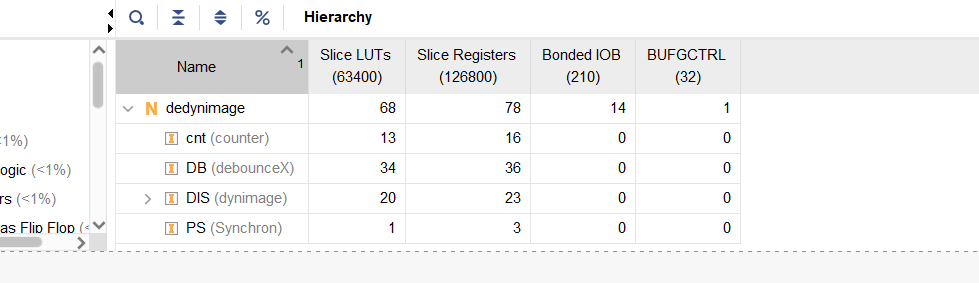 Hierarchy
Name 1 Slice LUTs (63400) Slice Registers (126800) Bonded IOB (210) BUFGCTRL (32)
N dedynimage 68 78 14 1
cnt (counter) 13 16 0 0
<1%)
DB (debounceX) 34 36 0 0
ogic (<1%)
DIS (dynimage) 20 23 0 0
rs (<1%)
PS (Synchron) 1 3 0 0
as Flip Flop (<